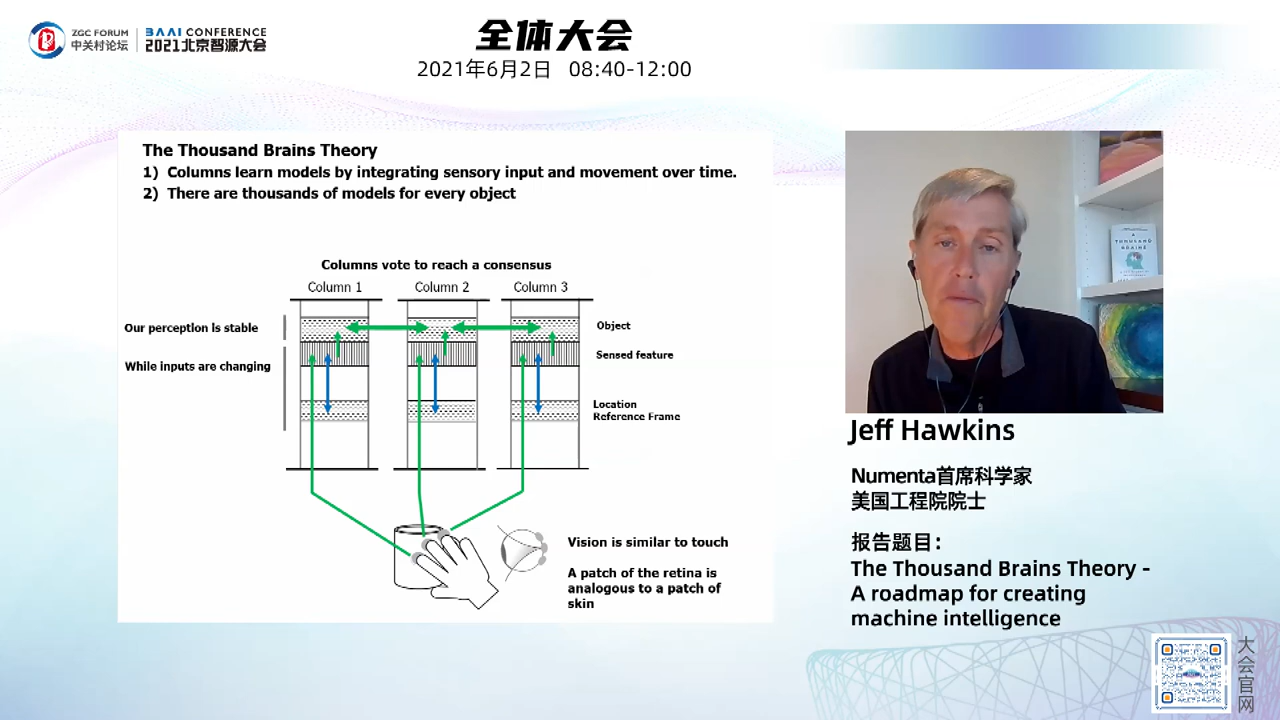 ZGC FORUM
中关村论坛
BAAI CONFERENCE
2021北京智源大会
全体大会
2021年6月2日 08:40-12:00
The Thousand Brains Theory
1) Columns learn models by integrating sensory input and movement over time.
2) There are thousands of models for every object
Columns vote to reach a consensus
Column 1 Column 2 Column 3
Our perception is stable
While inputs are changing
Object
Sensed feature
Location
Reference Frame
Vision is similar to touch
A patch of the retina is
analogous to a patch of
skin
A
THOUSAND
BRAINS
Jeff Hawkins
Numenta首席科学家
美国工程院院士
报告题目：
The Thousand Brains Theory -
A roadmap for creating
machine intelligence
大会官网